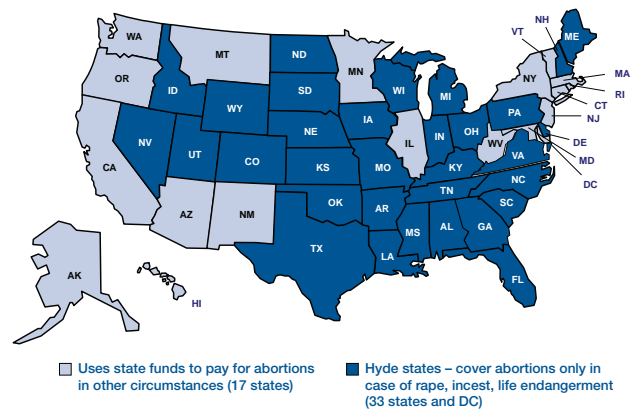 WA
MT
ND
MN
VT
NH
ME
OR
ID
SD
WI
MI
NY
MA
RI
CT
NJ
WY
IA
PA
NE
NV
UT
CO
IL
IN
OH
WV
DE
MD
DC
CA
KS
MO
KY
VA
NC
TN
AZ
NM
OK
AR
SC
MS
AL
GA
TX
LA
FL
AK
HI
Uses state funds to pay for abortions
in other circumstances (17 states)
Hyde states – cover abortions only in
case of rape, incest, life endangerment
(33 states and DC)